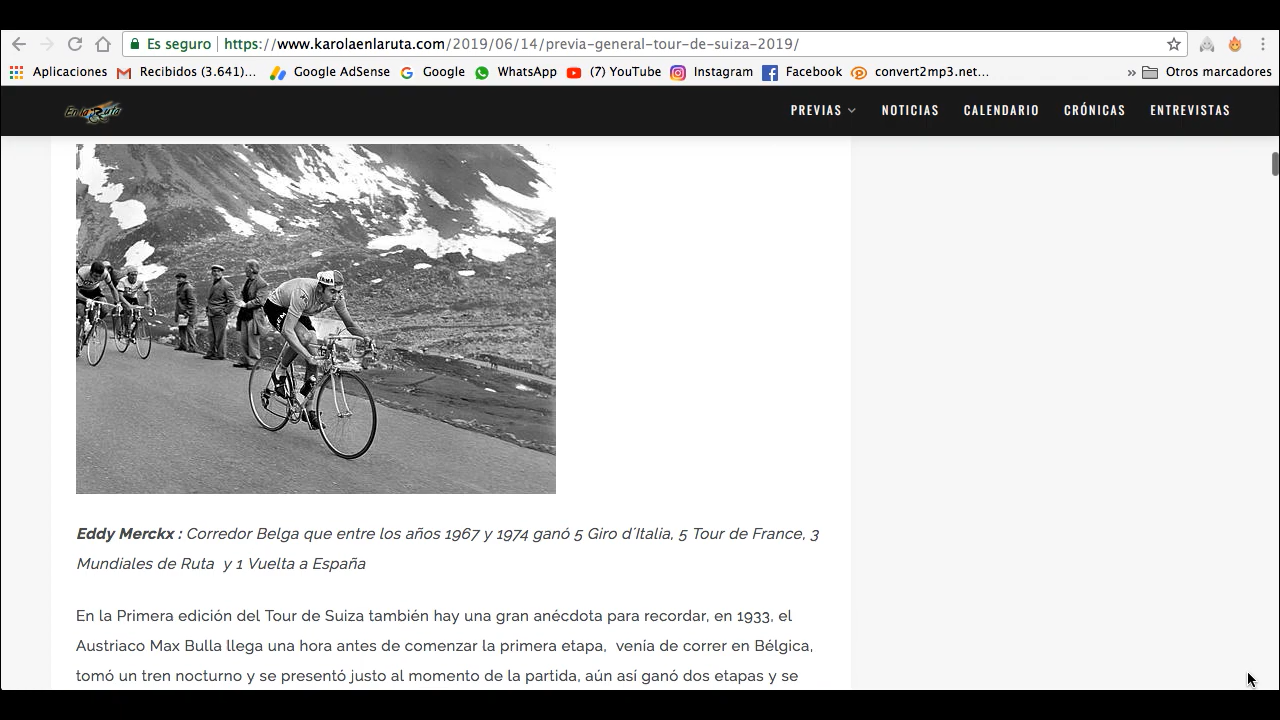 Es seguro
https://www.karolaenlaruta.com/2019/06/14/previa-general-tour-de-suiza-2019/
Aplicaciones
Recibidos (3.641)...
Google AdSense
Google
WhatsApp
(7) YouTube
Instagram
Facebook
convert2mp3.net...
»
Otros marcadores
En la Ruta
PREVIAS
NOTICIAS
CALENDARIO
CRÓNICAS
ENTREVISTAS
Eddy Merckx : Corredor Belga que entre los años 1967 y 1974 ganó 5 Giro d´Italia, 5 Tour de France, 3
Mundiales de Ruta y 1 Vuelta a España
En la Primera edición del Tour de Suiza también hay una gran anécdota para recordar, en 1933, el
Austriaco Max Bulla llega una hora antes de comenzar la primera etapa, venía de correr en Bélgica,
tomó un tren nocturno y se presentó justo al momento de la partida, aún así ganó dos etapas y se